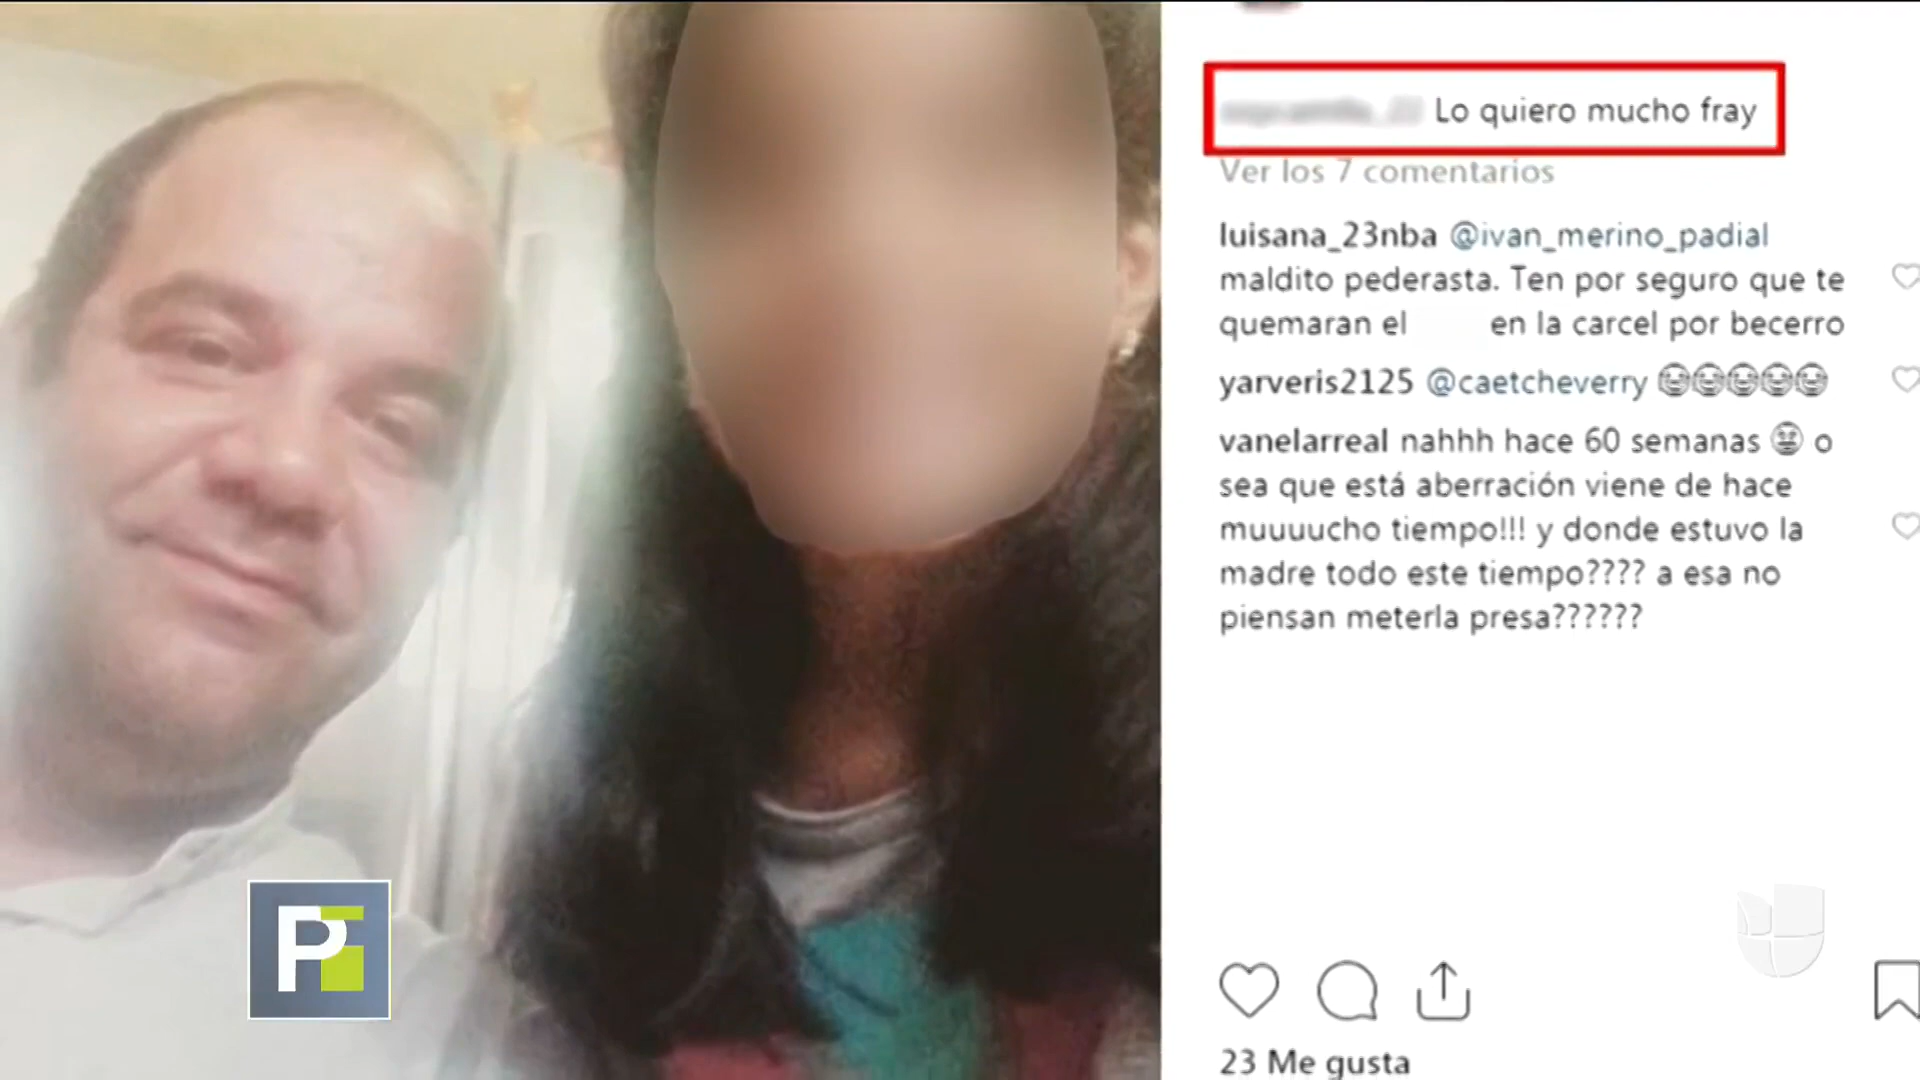 Lo quiero mucho fray
Ver los 7 comentarios
luisana_23nba @ivan_merino_padial
maldito pederasta. Ten por seguro que te
quemaran el en la carcel por becerro
yarveris2125 @caetcheverry
vanelarreal nahhh hace 60 semanas o
sea que está aberración viene de hace
muuuucho tiempo!!! y donde estuvo la
madre todo este tiempo???? a esa no
piensan meterla presa??????
23 Me gusta
P